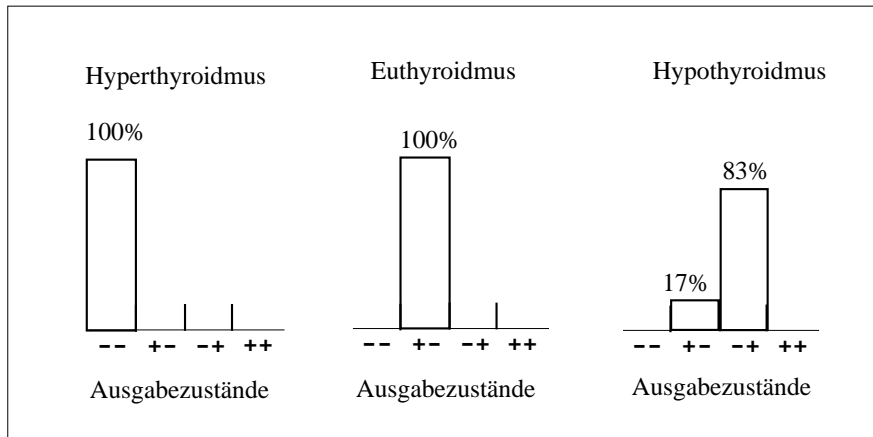 Hyperthyroidmus
100%
-- +- -+ ++
Ausgabezustände
Euthyroidmus
100%
-- +- -+ ++
Ausgabezustände
Hypothyroidmus
83%
17%
-- +- -+ ++
Ausgabezustände